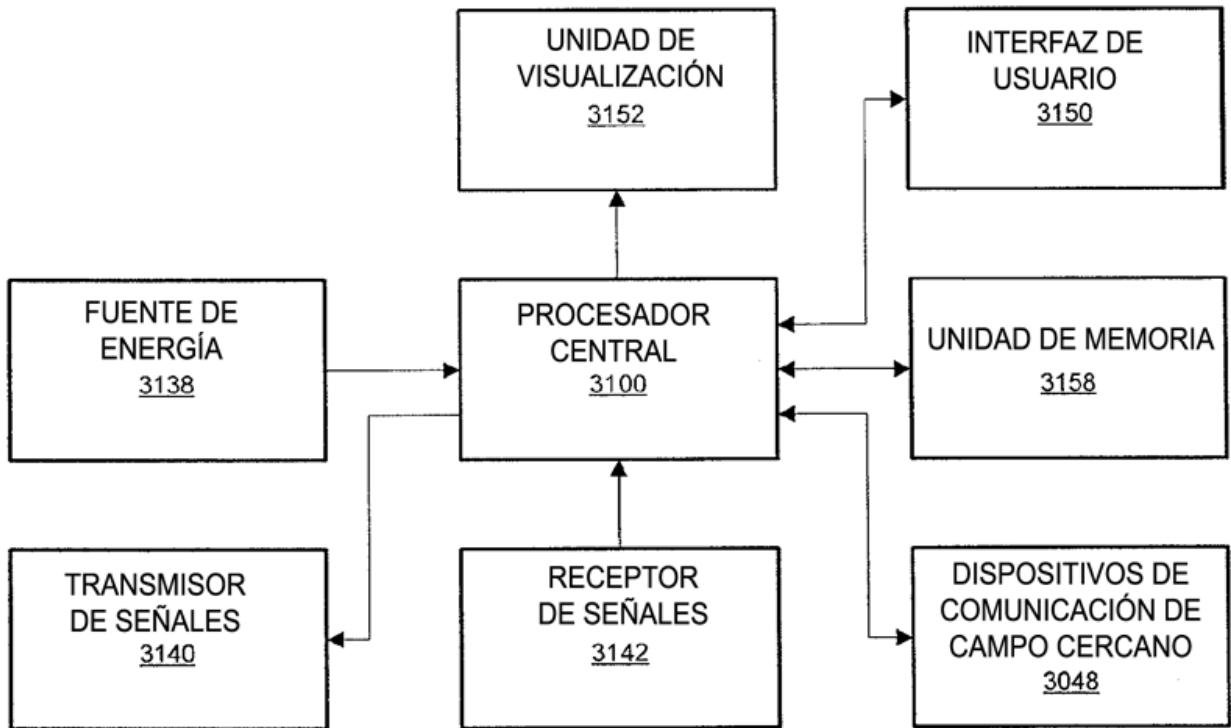 UNIDAD DE
VISUALIZACIÓN
3152
INTERFAZ DE
USUARIO
3150
FUENTE DE
ENERGÍA
3138
PROCESADOR
CENTRAL
3100
UNIDAD DE MEMORIA
3158
TRANSMISOR
DE SEÑALES
3140
RECEPTOR
DE SEÑALES
3142
DISPOSITIVOS DE
COMUNICACIÓN DE
CAMPO CERCANO
3048